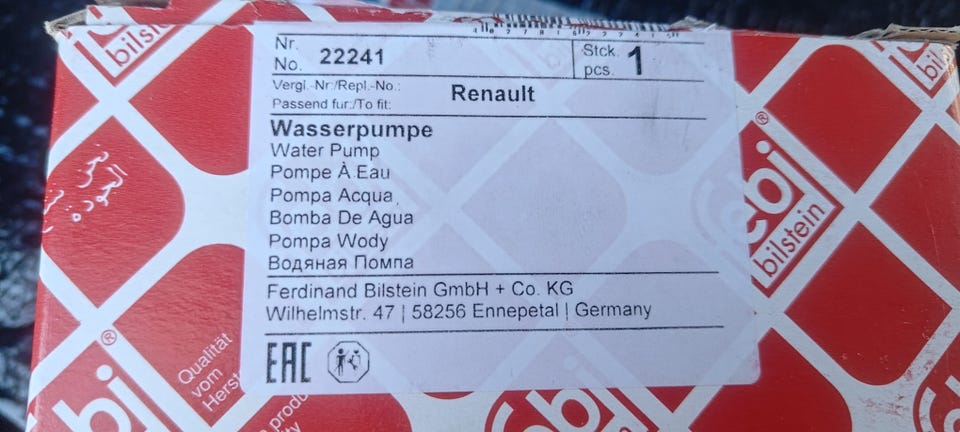 bilstein
Nr.
No. 22241
Stck.
pcs. 1
Vergl.-Nr:/Repl.-No.:
Passend fur:/To fit: Renault
Wasserpumpe
Water Pump
Pompe À Eau
Pompa Acqua
Bomba De Agua
Pompa Wody
Водяная Помпа
Ferdinand Bilstein GmbH + Co. KG
Wilhelmstr. 47 | 58256 Ennepetal | Germany
EAC
bilstein
Qualität
vom